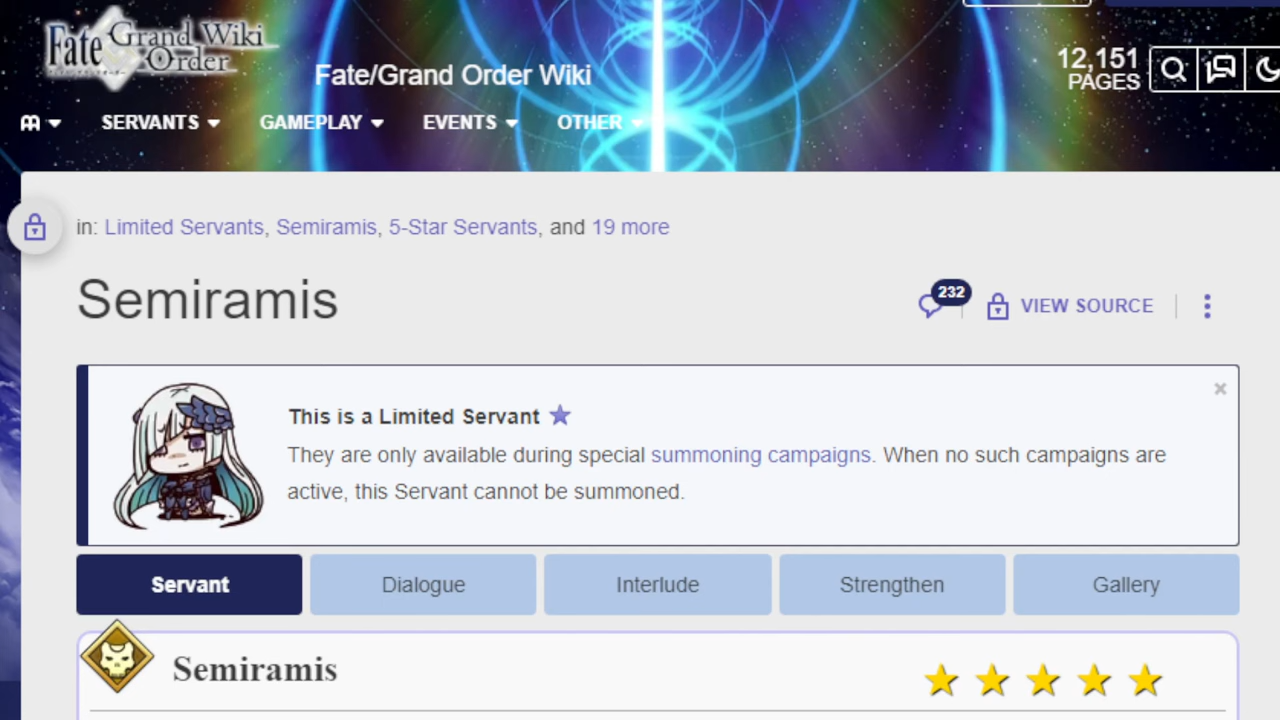 Fate Grand Wiki
Order
Fate/Grand Order Wiki
12,151
PAGES
SERVANTS
GAMEPLAY
EVENTS
OTHER
in: Limited Servants, Semiramis, 5-Star Servants, and 19 more
Semiramis
232
VIEW SOURCE
This is a Limited Servant
They are only available during special summoning campaigns. When no such campaigns are
active, this Servant cannot be summoned.
Servant
Dialogue
Interlude
Strengthen
Gallery
Semiramis